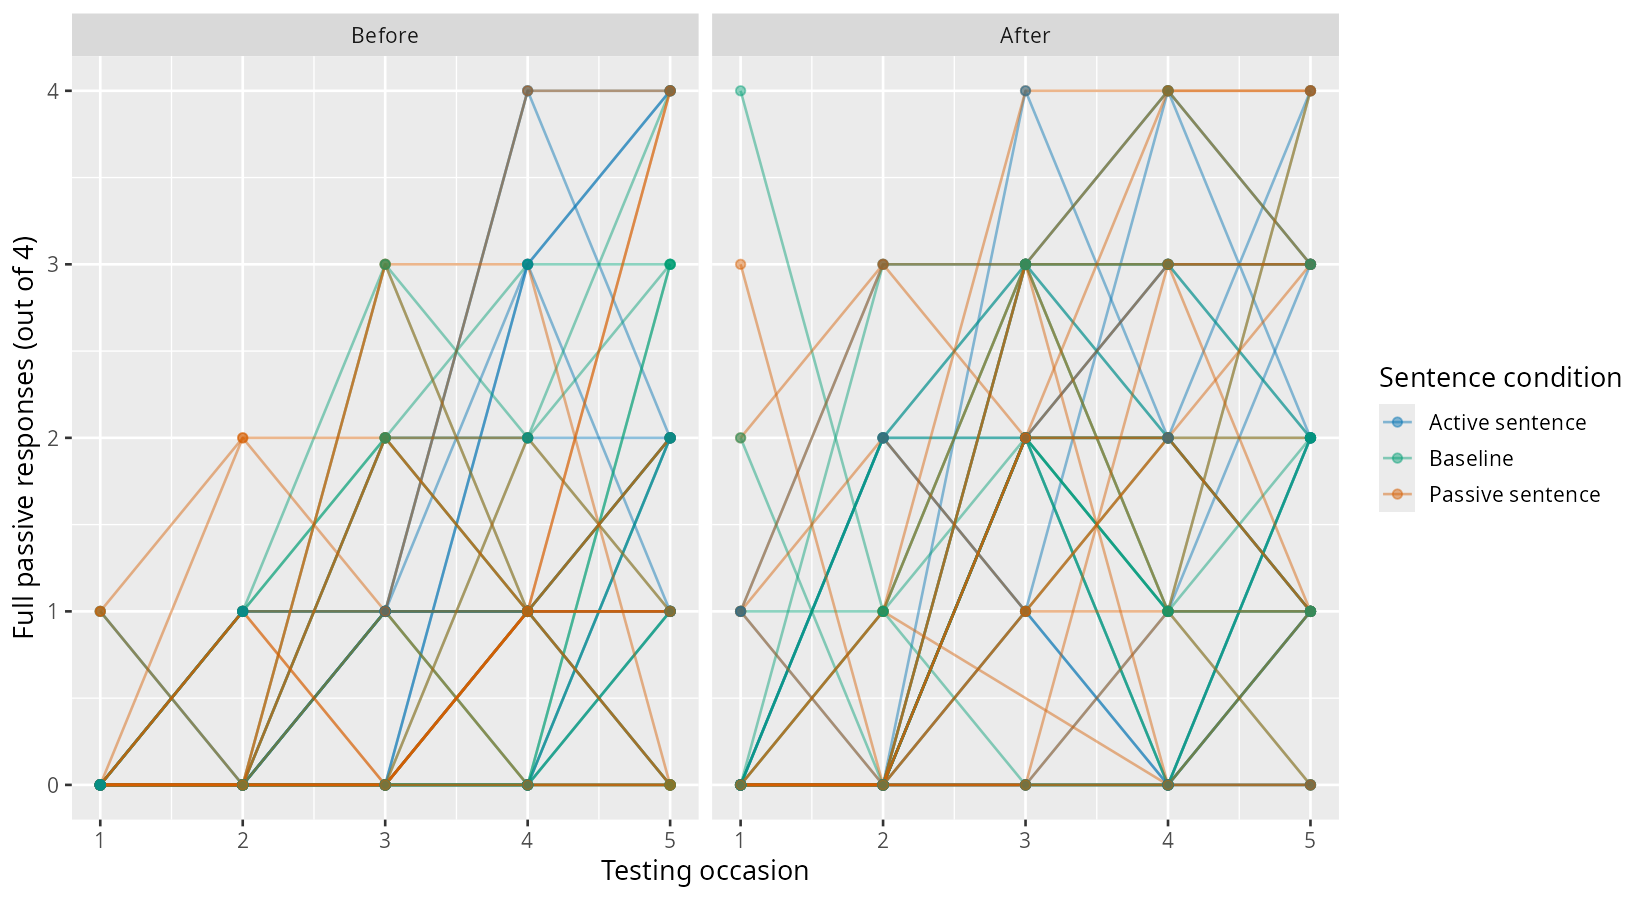 Before
After
4
3
2
1
0
Full passive responses (out of 4)
1 2 3 4 5
1 2 3 4 5
Testing occasion
Sentence condition
Active sentence
Baseline
Passive sentence